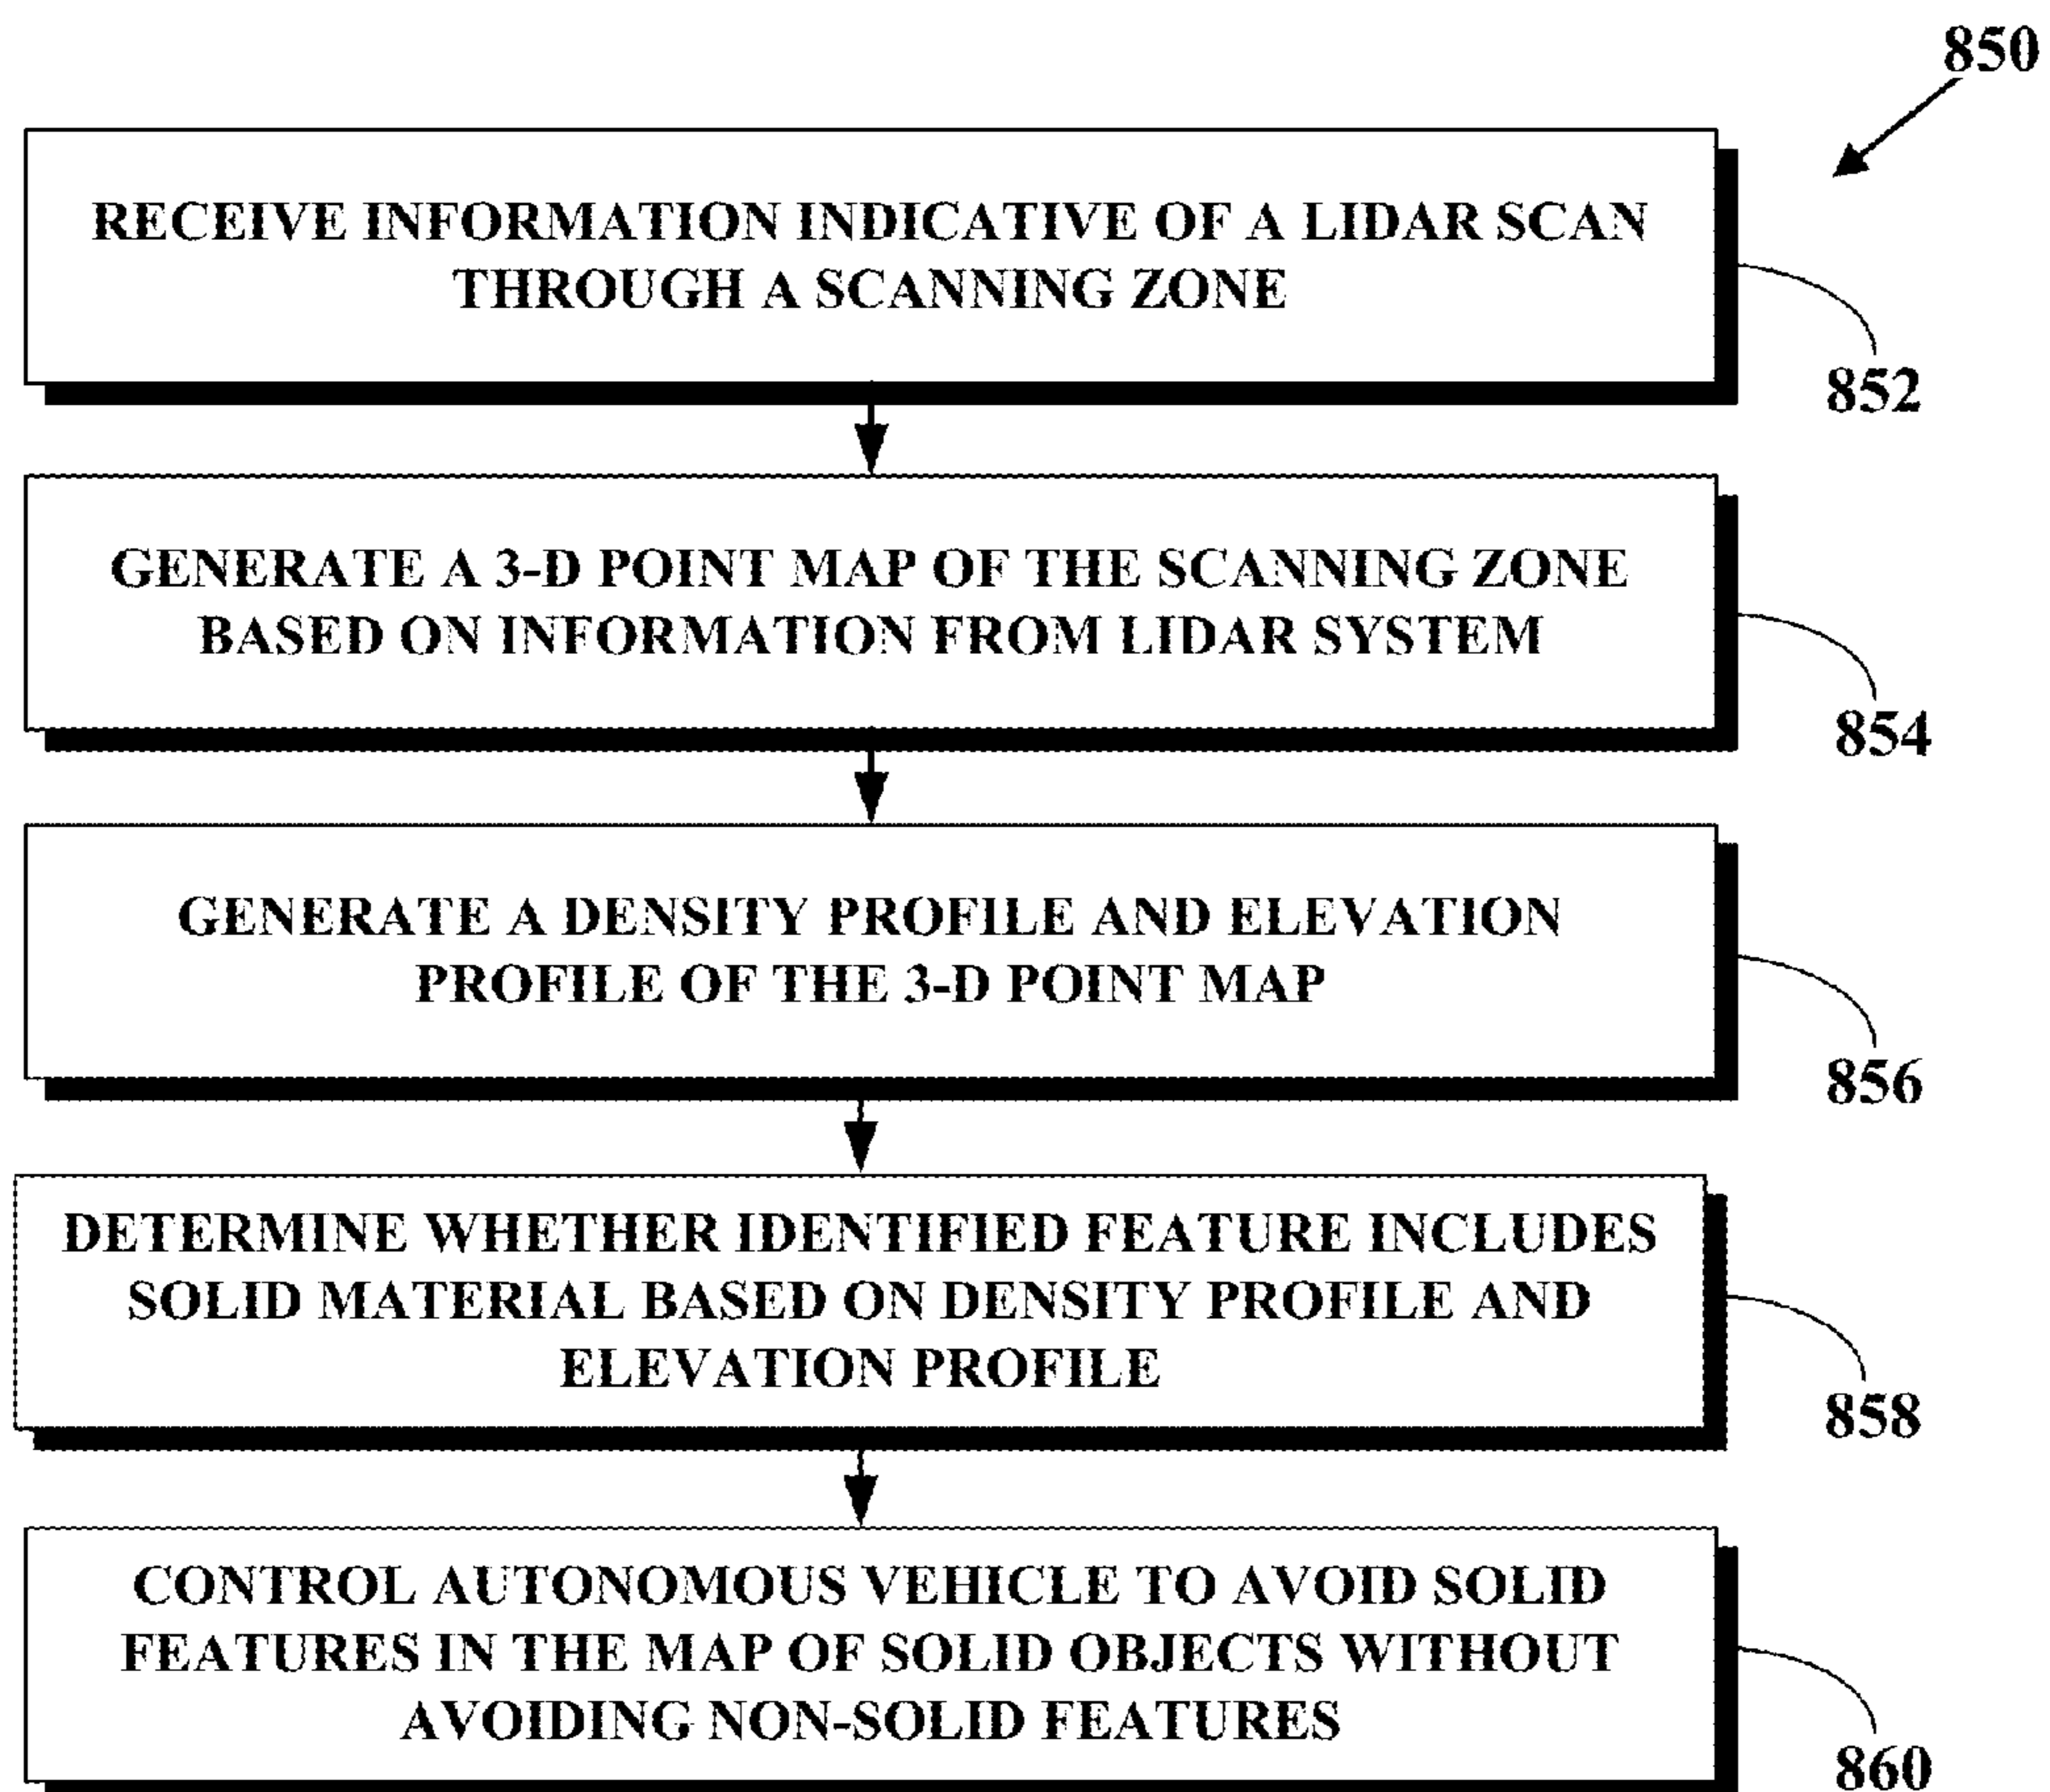 850
RECEIVE INFORMATION INDICATIVE OF A LIDAR SCAN
THROUGH A SCANNING ZONE
852
GENERATE A 3-D POINT MAP OF THE SCANNING ZONE
BASED ON INFORMATION FROM LIDAR SYSTEM
854
GENERATE A DENSITY PROFILE AND ELEVATION
PROFILE OF THE 3-D POINT MAP
856
DETERMINE WHETHER IDENTIFIED FEATURE INCLUDES
SOLID MATERIAL BASED ON DENSITY PROFILE AND
ELEVATION PROFILE
858
CONTROL AUTONOMOUS VEHICLE TO AVOID SOLID
FEATURES IN THE MAP OF SOLID OBJECTS WITHOUT
AVOIDING NON-SOLID FEATURES
860